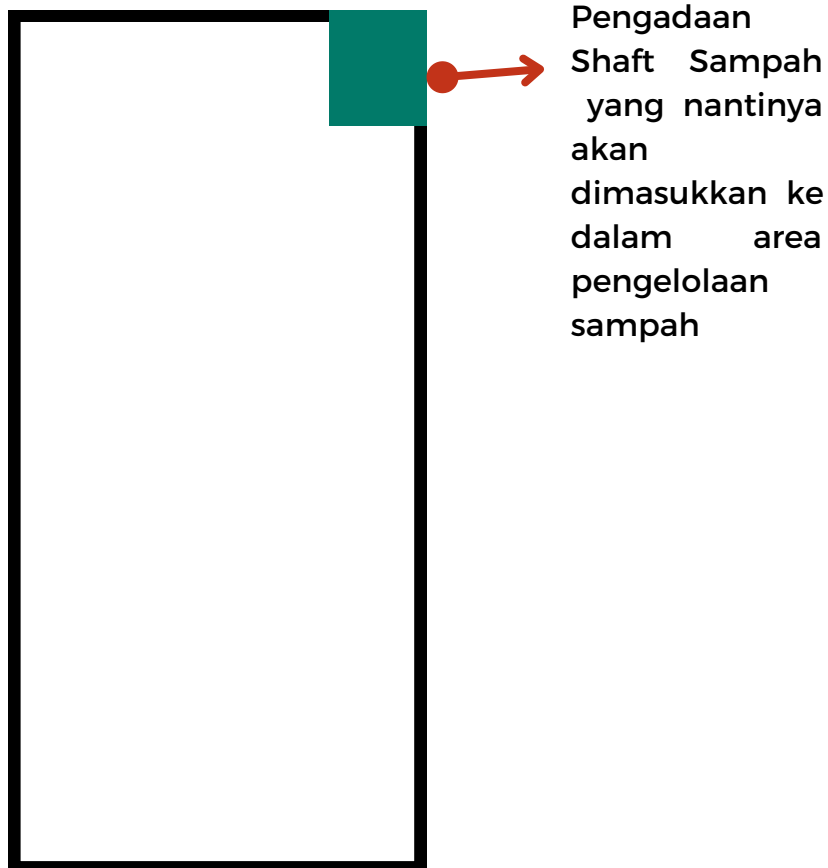 Pengadaan
Shaft Sampah
yang nantinya
akan
dimasukkan ke
dalam area
pengelolaan
sampah